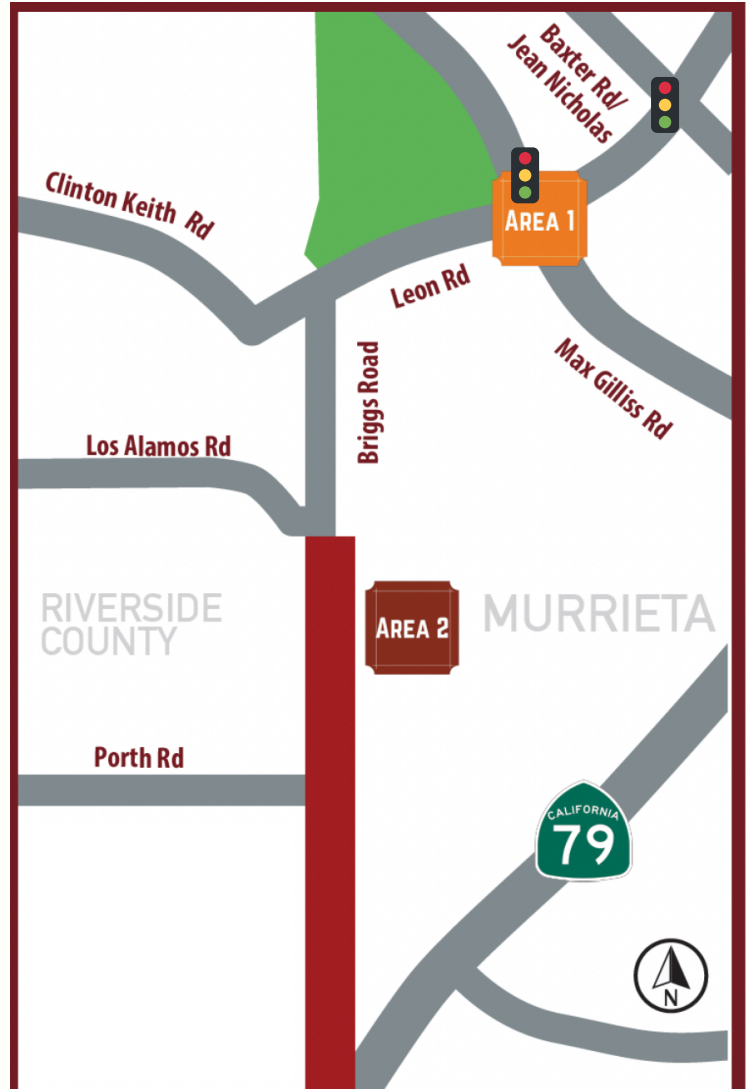 Baxter Rd/
Jean Nicholas
Clinton Keith Rd
AREA 1
Leon Rd
Max Gilliss Rd
Briggs Road
Los Alamos Rd
RIVERSIDE
COUNTY
AREA 2
MURRIETA
Porth Rd
CALIFORNIA
79
N